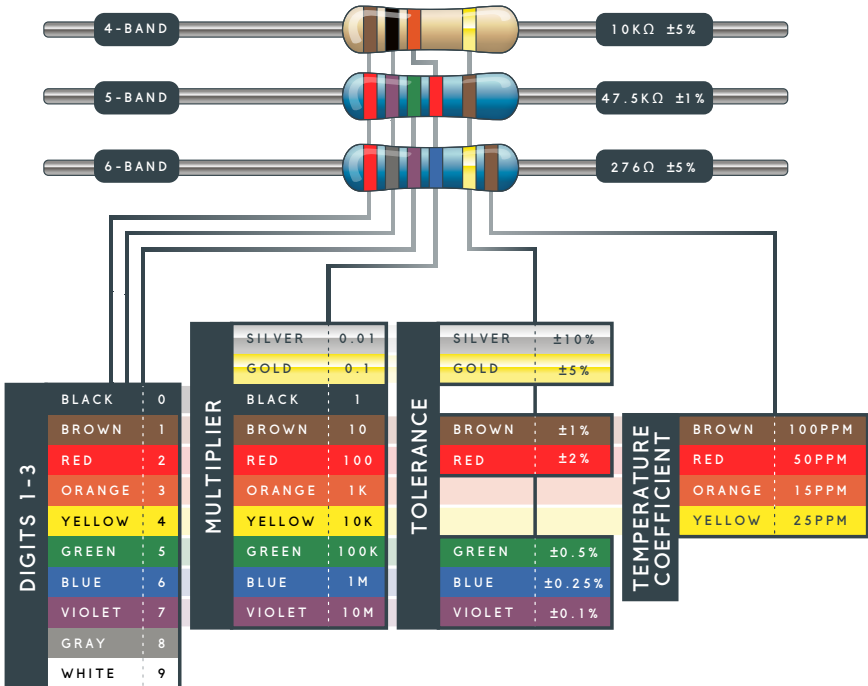 4-BAND 10KΩ ±5%
5-BAND 47.5KΩ ±1%
6-BAND 276Ω ±5%
DIGITS 1-3
BLACK 0
BROWN 1
RED 2
ORANGE 3
YELLOW 4
GREEN 5
BLUE 6
VIOLET 7
GRAY 8
WHITE 9
MULTIPLIER
SILVER 0.01
GOLD 0.1
BLACK 1
BROWN 10
RED 100
ORANGE 1K
YELLOW 10K
GREEN 100K
BLUE 1M
VIOLET 10M
TOLERANCE
SILVER ±10%
GOLD ±5%
BROWN ±1%
RED ±2%
GREEN ±0.5%
BLUE ±0.25%
VIOLET ±0.1%
TEMPERATURE
COEFFICIENT
BROWN 100PPM
RED 50PPM
ORANGE 15PPM
YELLOW 25PPM